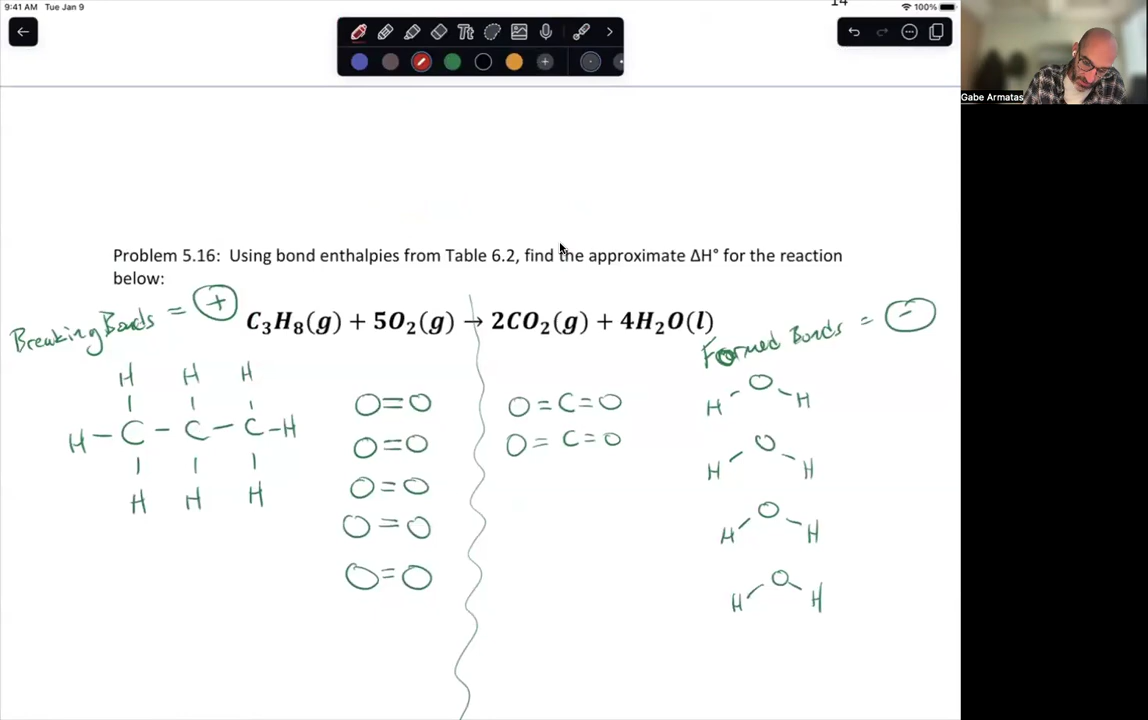 9:41 AM Tue Jan 9
14
100%
Tt
Gabe Armatas
Problem 5.16: Using bond enthalpies from Table 6.2, find the approximate ΔH° for the reaction
below:
Breaking Bonds = +
C₃H₈(g) + 5O₂(g) → 2CO₂(g) + 4H₂O(l)
Formed Bonds = -
H H H
H - C - C - C - H
H H H
O=O
O=O
O=O
O=O
O=O
O=C=O
O=C=O
O
H H
O
H H
O
H H
O
H H